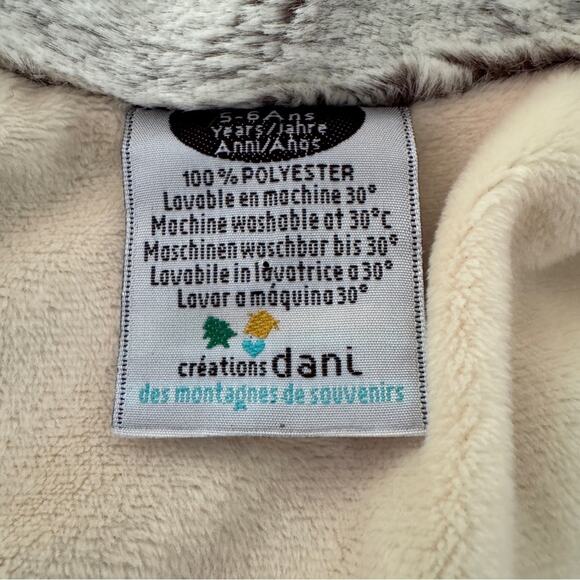 5-6 Ans
Years/Jahre
Anni/Años
100% POLYESTER
Lavable en machine 30°
Machine washable at 30°C
Maschinen waschbar bis 30°
Lavabile in lavatrice a 30°
Lavar a máquina 30°
créations dani
des montagnes de souvenirs